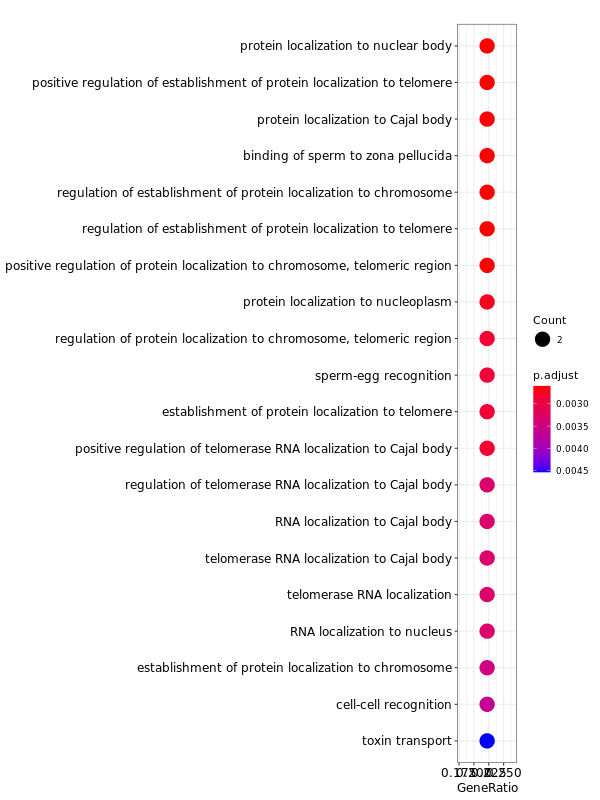 protein localization to nuclear body
positive regulation of establishment of protein localization to telomere
protein localization to Cajal body
binding of sperm to zona pellucida
regulation of establishment of protein localization to chromosome
regulation of establishment of protein localization to telomere
positive regulation of protein localization to chromosome, telomeric region
protein localization to nucleoplasm
regulation of protein localization to chromosome, telomeric region
sperm-egg recognition
establishment of protein localization to telomere
positive regulation of telomerase RNA localization to Cajal body
regulation of telomerase RNA localization to Cajal body
RNA localization to Cajal body
telomerase RNA localization to Cajal body
telomerase RNA localization
RNA localization to nucleus
establishment of protein localization to chromosome
cell-cell recognition
toxin transport
GeneRatio
Count
2
p.adjust
0.0030
0.0035
0.0040
0.0045